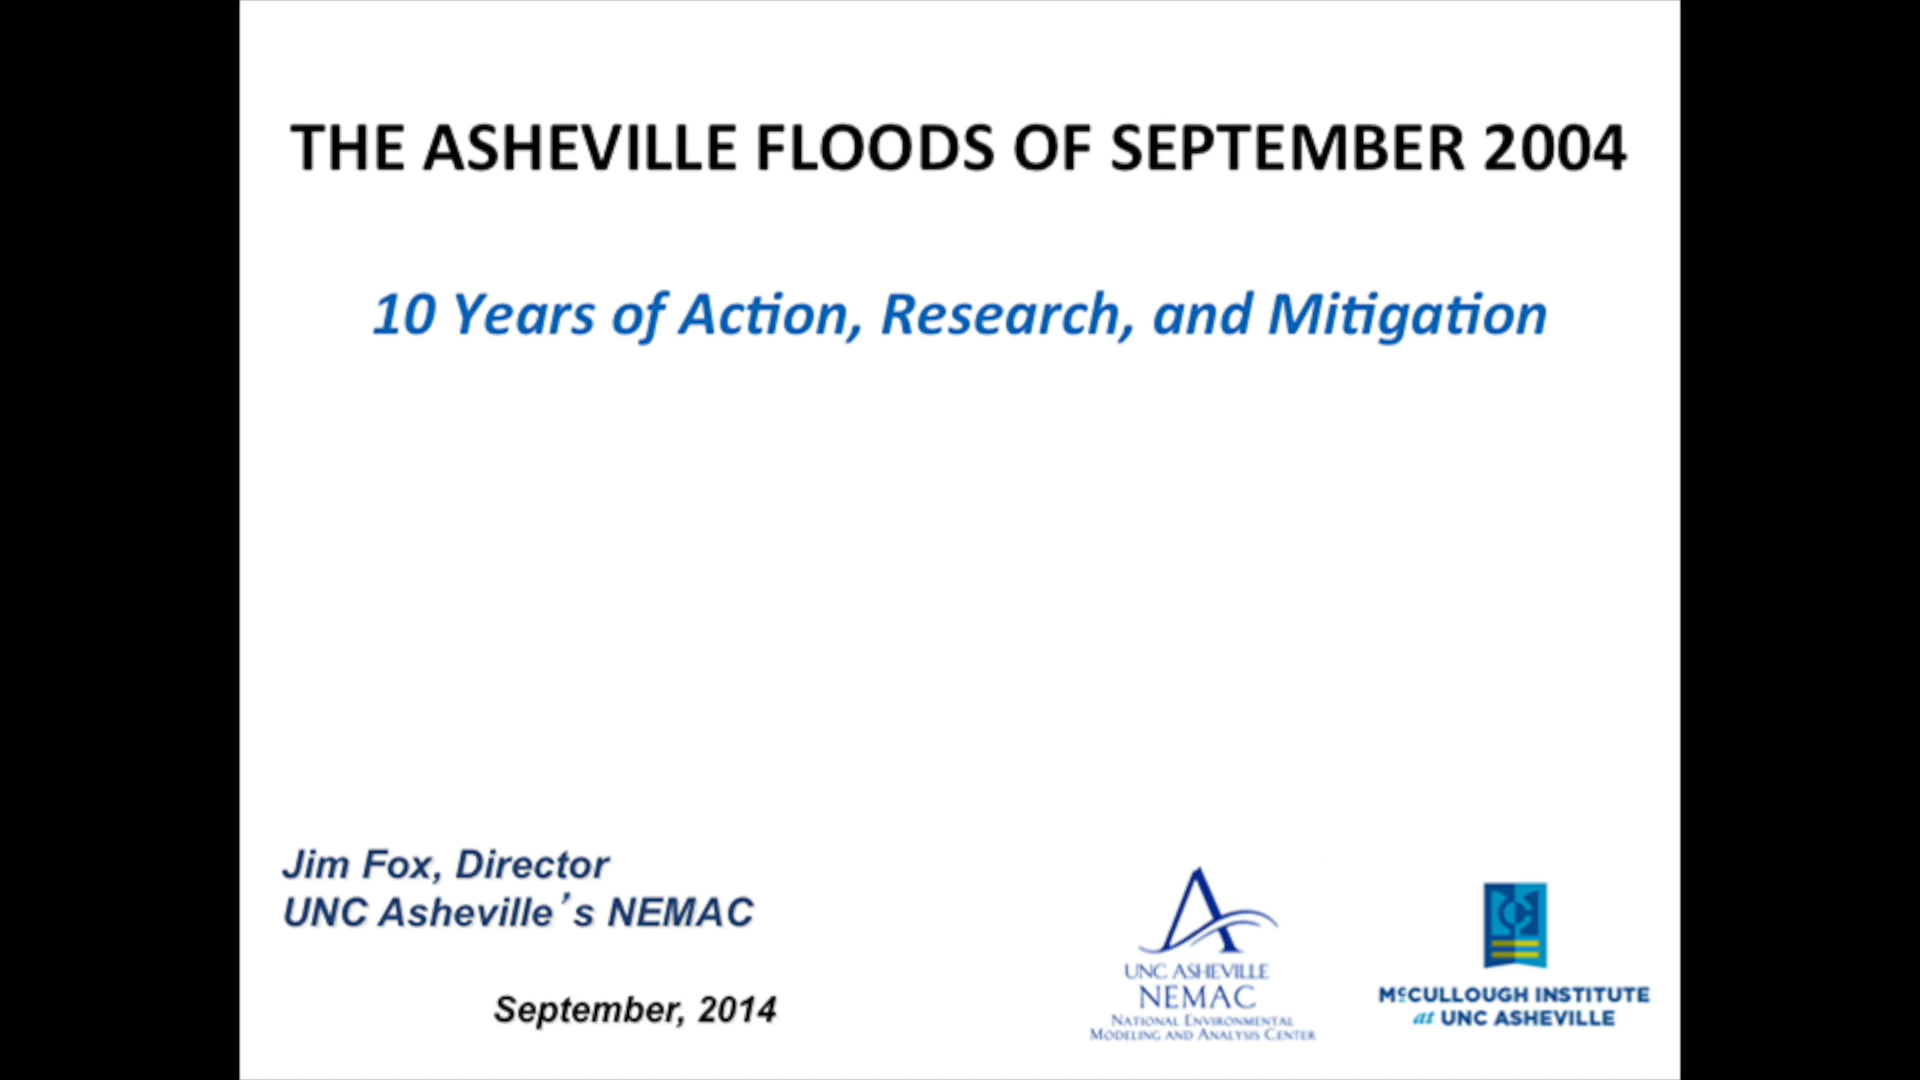 THE ASHEVILLE FLOODS OF SEPTEMBER 2004
10 Years of Action, Research, and Mitigation
Jim Fox, Director
UNC Asheville's NEMAC
September, 2014
UNC ASHEVILLE
NEMAC
NATIONAL ENVIRONMENTAL
MODELING AND ANALYSIS CENTER
MCCULLOUGH INSTITUTE
at UNC ASHEVILLE